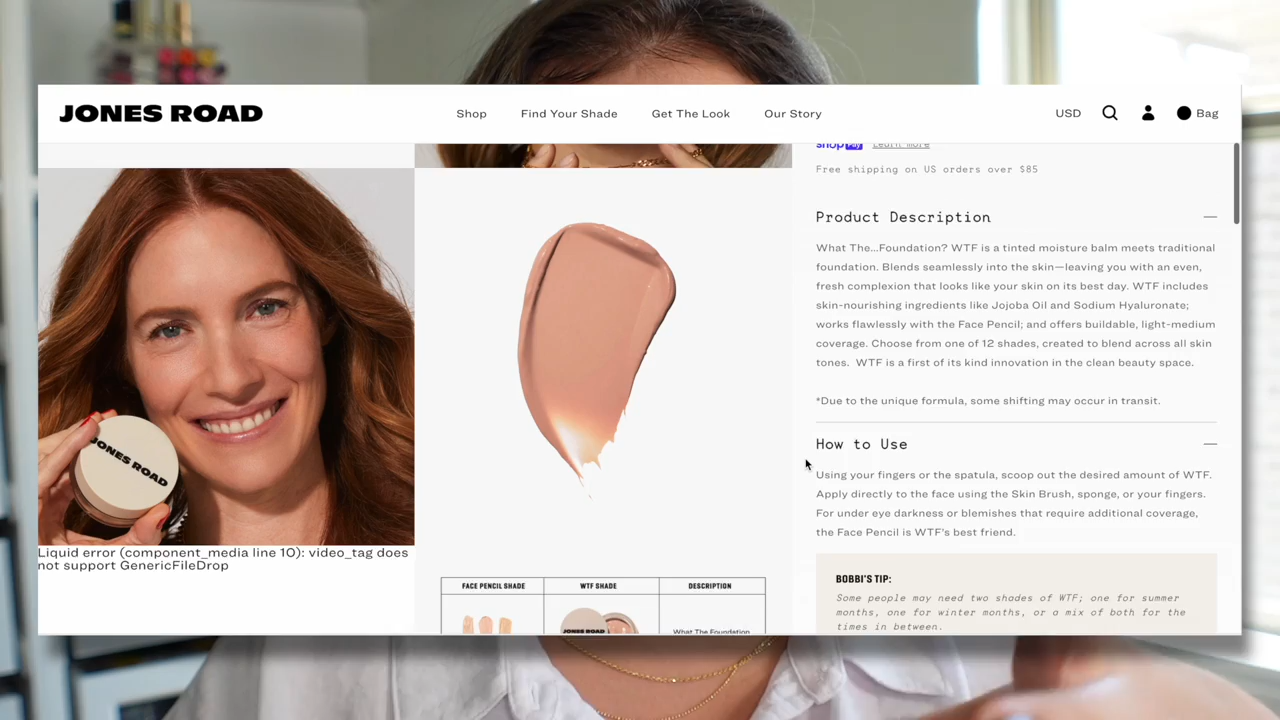 JONES ROAD
Shop Find Your Shade Get The Look Our Story
USD Bag
shop Pay Learn more
Free shipping on US orders over $85
Product Description
What The...Foundation? WTF is a tinted moisture balm meets traditional
foundation. Blends seamlessly into the skin—leaving you with an even,
fresh complexion that looks like your skin on its best day. WTF includes
skin-nourishing ingredients like Jojoba Oil and Sodium Hyaluronate;
works flawlessly with the Face Pencil; and offers buildable, light-medium
coverage. Choose from one of 12 shades, created to blend across all skin
tones. WTF is a first of its kind innovation in the clean beauty space.
*Due to the unique formula, some shifting may occur in transit.
How to Use
Using your fingers or the spatula, scoop out the desired amount of WTF.
Apply directly to the face using the Skin Brush, sponge, or your fingers.
For under eye darkness or blemishes that require additional coverage,
the Face Pencil is WTF's best friend.
BOBBI'S TIP:
Some people may need two shades of WTF; one for summer
months, one for winter months, or a mix of both for the
times in between.
JONES ROAD
Liquid error (component_media line 10): video_tag does
not support GenericFileDrop
FACE PENCIL SHADE WTF SHADE DESCRIPTION
JONES ROAD
What The Foundation